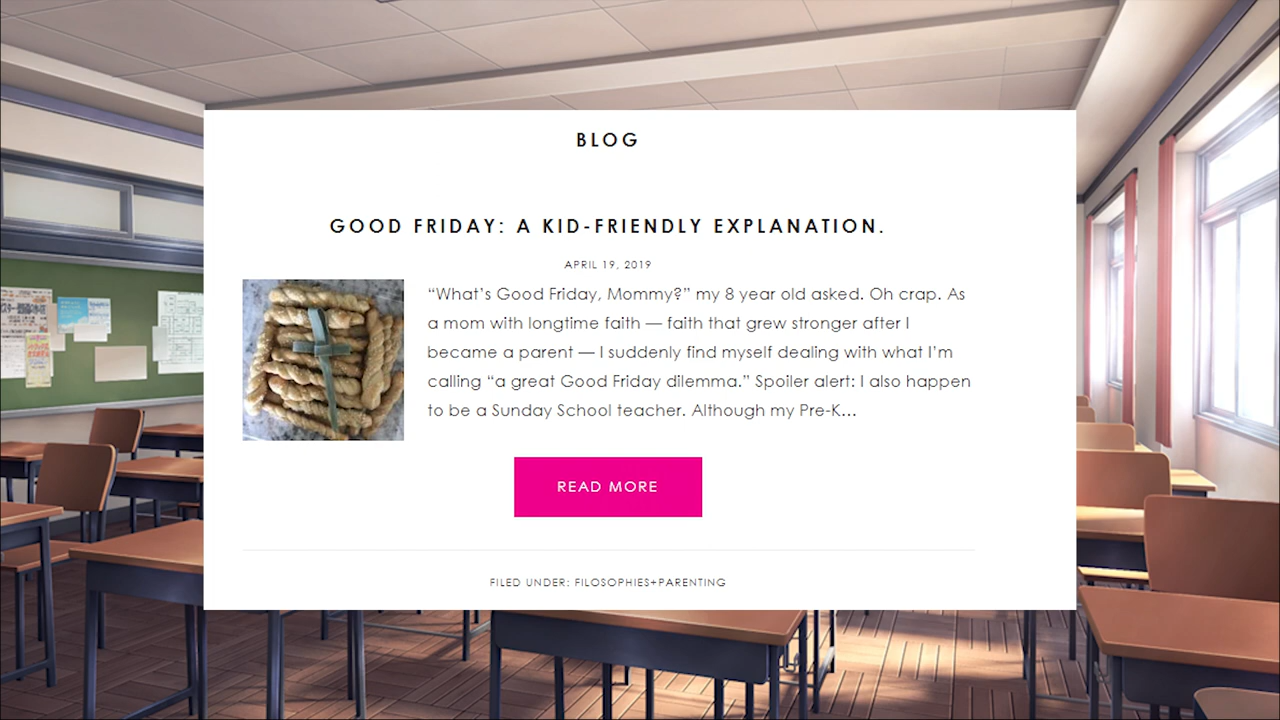 BLOG
GOOD FRIDAY: A KID-FRIENDLY EXPLANATION.
APRIL 19, 2019
“What’s Good Friday, Mommy?” my 8 year old asked. Oh crap. As
a mom with longtime faith — faith that grew stronger after I
became a parent — I suddenly find myself dealing with what I’m
calling “a great Good Friday dilemma.” Spoiler alert: I also happen
to be a Sunday School teacher. Although my Pre-K…
READ MORE
FILED UNDER: FILOSOPHIES+PARENTING